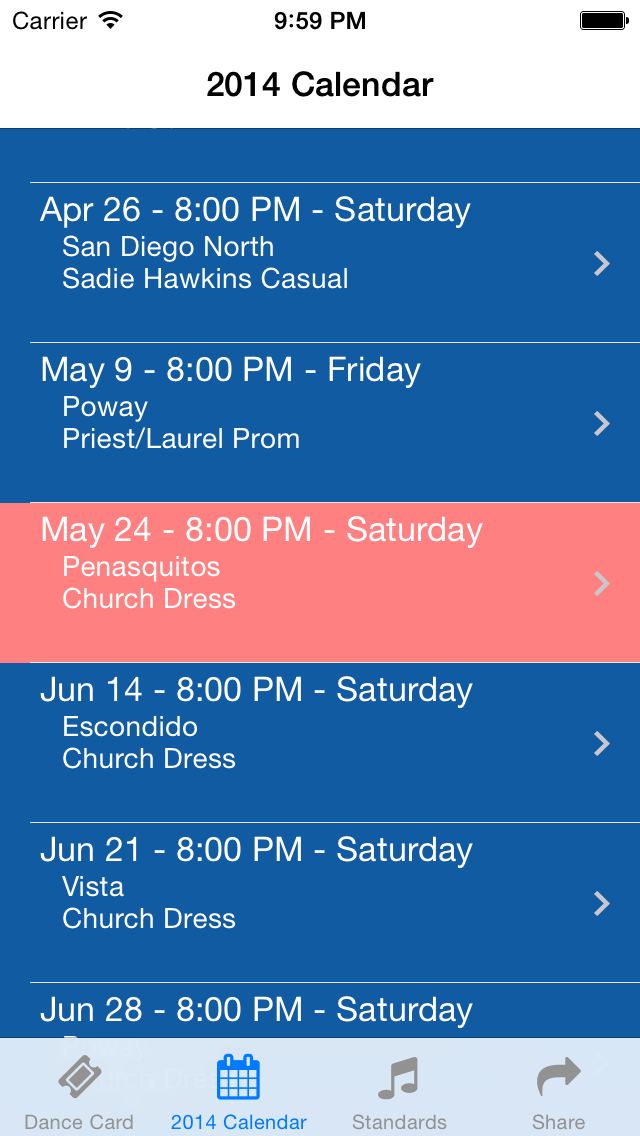 Carrier 9:59 PM
2014 Calendar
Apr 26 - 8:00 PM - Saturday
San Diego North
Sadie Hawkins Casual
May 9 - 8:00 PM - Friday
Poway
Priest/Laurel Prom
May 24 - 8:00 PM - Saturday
Penasquitos
Church Dress
Jun 14 - 8:00 PM - Saturday
Escondido
Church Dress
Jun 21 - 8:00 PM - Saturday
Vista
Church Dress
Jun 28 - 8:00 PM - Saturday
Poway
Church Dress
Dance Card 2014 Calendar Standards Share